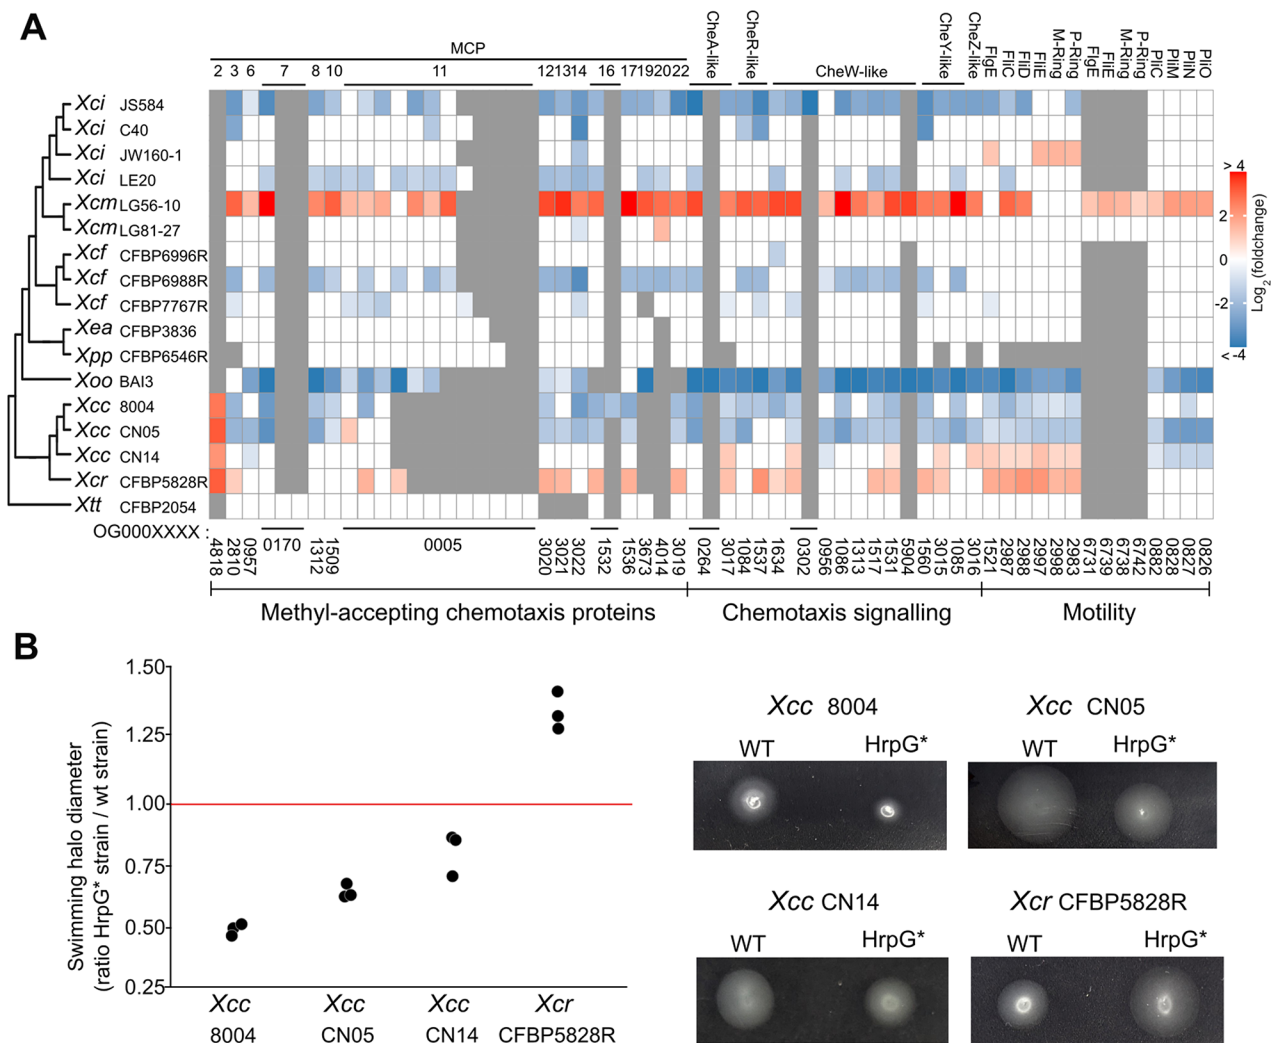 A
MCP
CheA-like
CheR-like
CheW-like
CheY-like
CheZ-like
FlgE
FliC
FliD
FliE
M-Ring
P-Ring
FlgE
FliE
M-Ring
P-Ring
PliC
PliM
PliN
PliO
2 3 6 7 8 10 11 12 13 14 16 17 19 20 22
Xci JS584
Xci C40
Xci JW160-1
Xci LE20
Xcm LG56-10
Xcm LG81-27
Xcf CFBP6996R
Xcf CFBP6988R
Xcf CFBP7767R
Xea CFBP3836
Xpp CFBP6546R
Xoo BAI3
Xcc 8004
Xcc CN05
Xcc CN14
Xcr CFBP5828R
Xtt CFBP2054
> 4
2
0
-2
< -4
Log2 (foldchange)
OG000XXXX :
4818 2810 0957 0170 1312 1509 0005 3020 3021 3022 1532 1536 3673 4014 3019 0264 3017 1084 1537 1634 0302 0956 1086 1313 1517 1531 5904 1560 3015 1085 3016 1521 2987 2988 2997 2998 2983 6731 6739 6738 6742 0882 0828 0827 0826
Methyl-accepting chemotaxis proteins
Chemotaxis signalling
Motility
B
Swimming halo diameter
(ratio HrpG* strain / wt strain)
1.50
1.25
1.00
0.75
0.50
0.25
Xcc
8004
Xcc
CN05
Xcc
CN14
Xcr
CFBP5828R
Xcc 8004
WT HrpG*
Xcc CN05
WT HrpG*
Xcc CN14
WT HrpG*
Xcr CFBP5828R
WT HrpG*